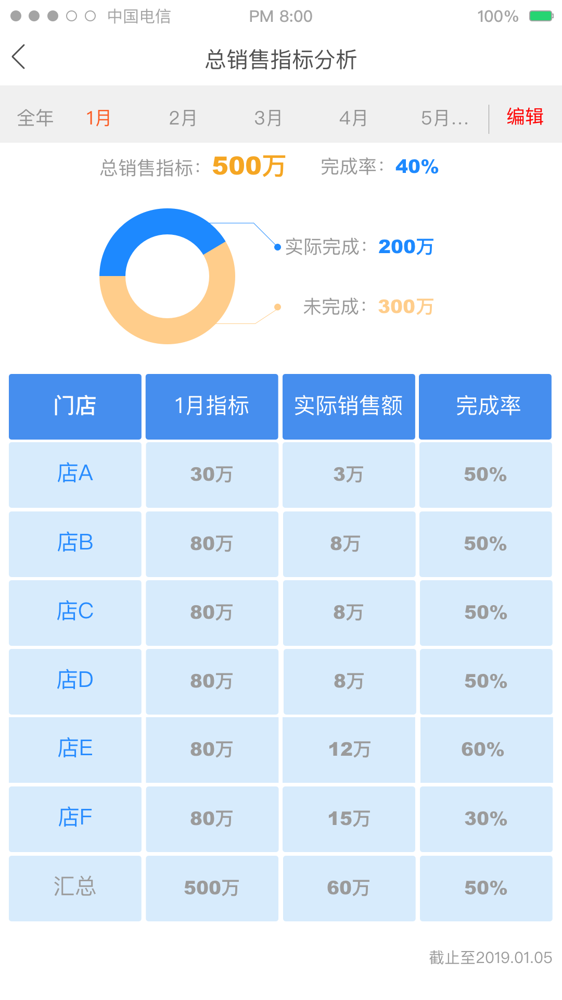 中国电信 PM 8:00 100%
总销售指标分析
全年 1月 2月 3月 4月 5月... 编辑
总销售指标: 500万 完成率: 40%
实际完成: 200万
未完成: 300万
门店 1月指标 实际销售额 完成率
店A 30万 3万 50%
店B 80万 8万 50%
店C 80万 8万 50%
店D 80万 8万 50%
店E 80万 12万 60%
店F 80万 15万 30%
汇总 500万 60万 50%
截止至2019.01.05